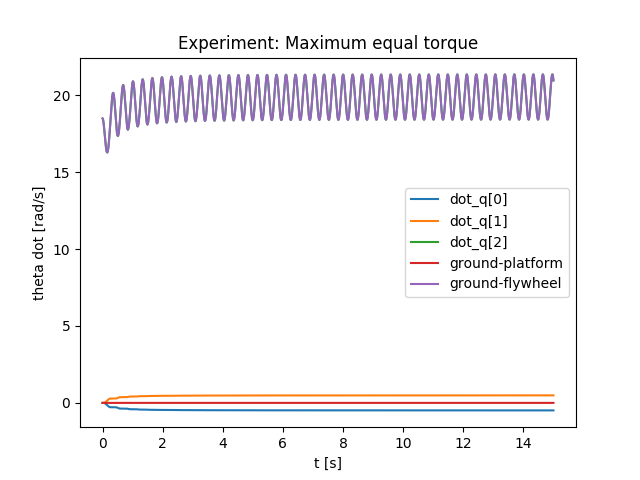 Experiment: Maximum equal torque
theta dot [rad/s]
20
15
10
5
0
dot_q[0]
dot_q[1]
dot_q[2]
ground-platform
ground-flywheel
0 2 4 6 8 10 12 14
t [s]